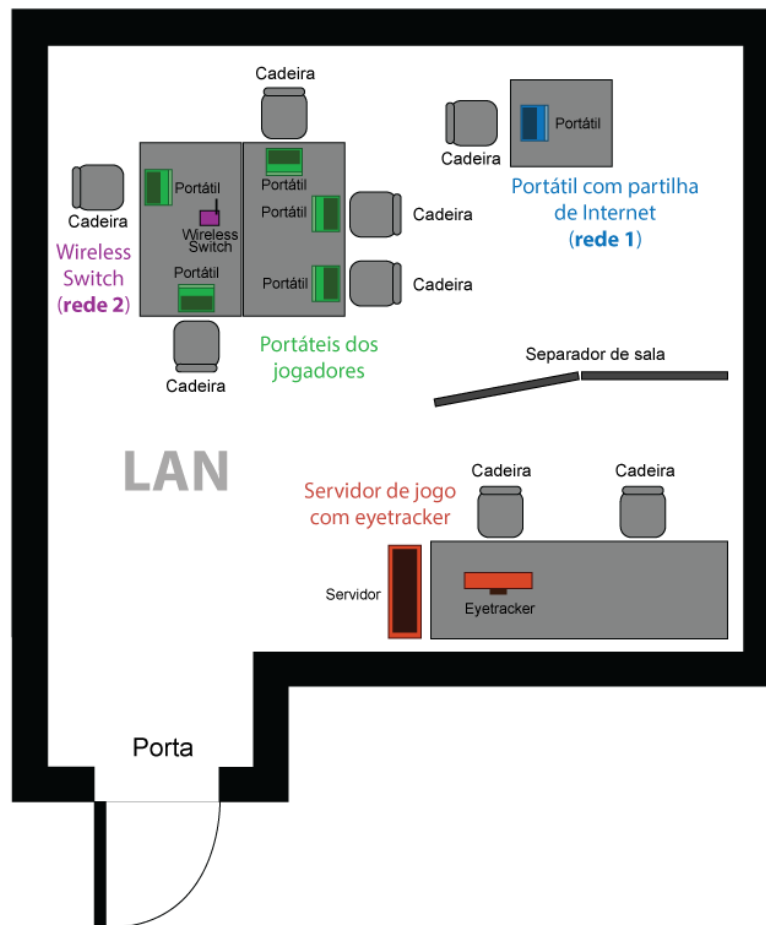 Cadeira
Portátil
Cadeira
Portátil com partilha
de Internet
(rede 1)
Portátil
Cadeira
Portátil
Portátil
Cadeira
Wireless
Switch
Wireless
Switch
(rede 2)
Portátil
Portátil
Cadeira
Cadeira
Portáteis dos
jogadores
Separador de sala
LAN
Cadeira
Cadeira
Servidor de jogo
com eyetracker
Servidor
Eyetracker
Porta